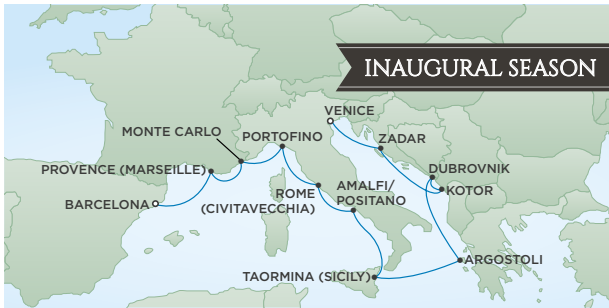 INAUGURAL SEASON
VENICE
MONTE CARLO
PORTOFINO
ZADAR
PROVENCE (MARSEILLE)
DUBROVNIK
ROME
(CIVITAVECCHIA)
AMALFI/
POSITANO
KOTOR
BARCELONA
ARGOSTOLI
TAORMINA (SICILY)